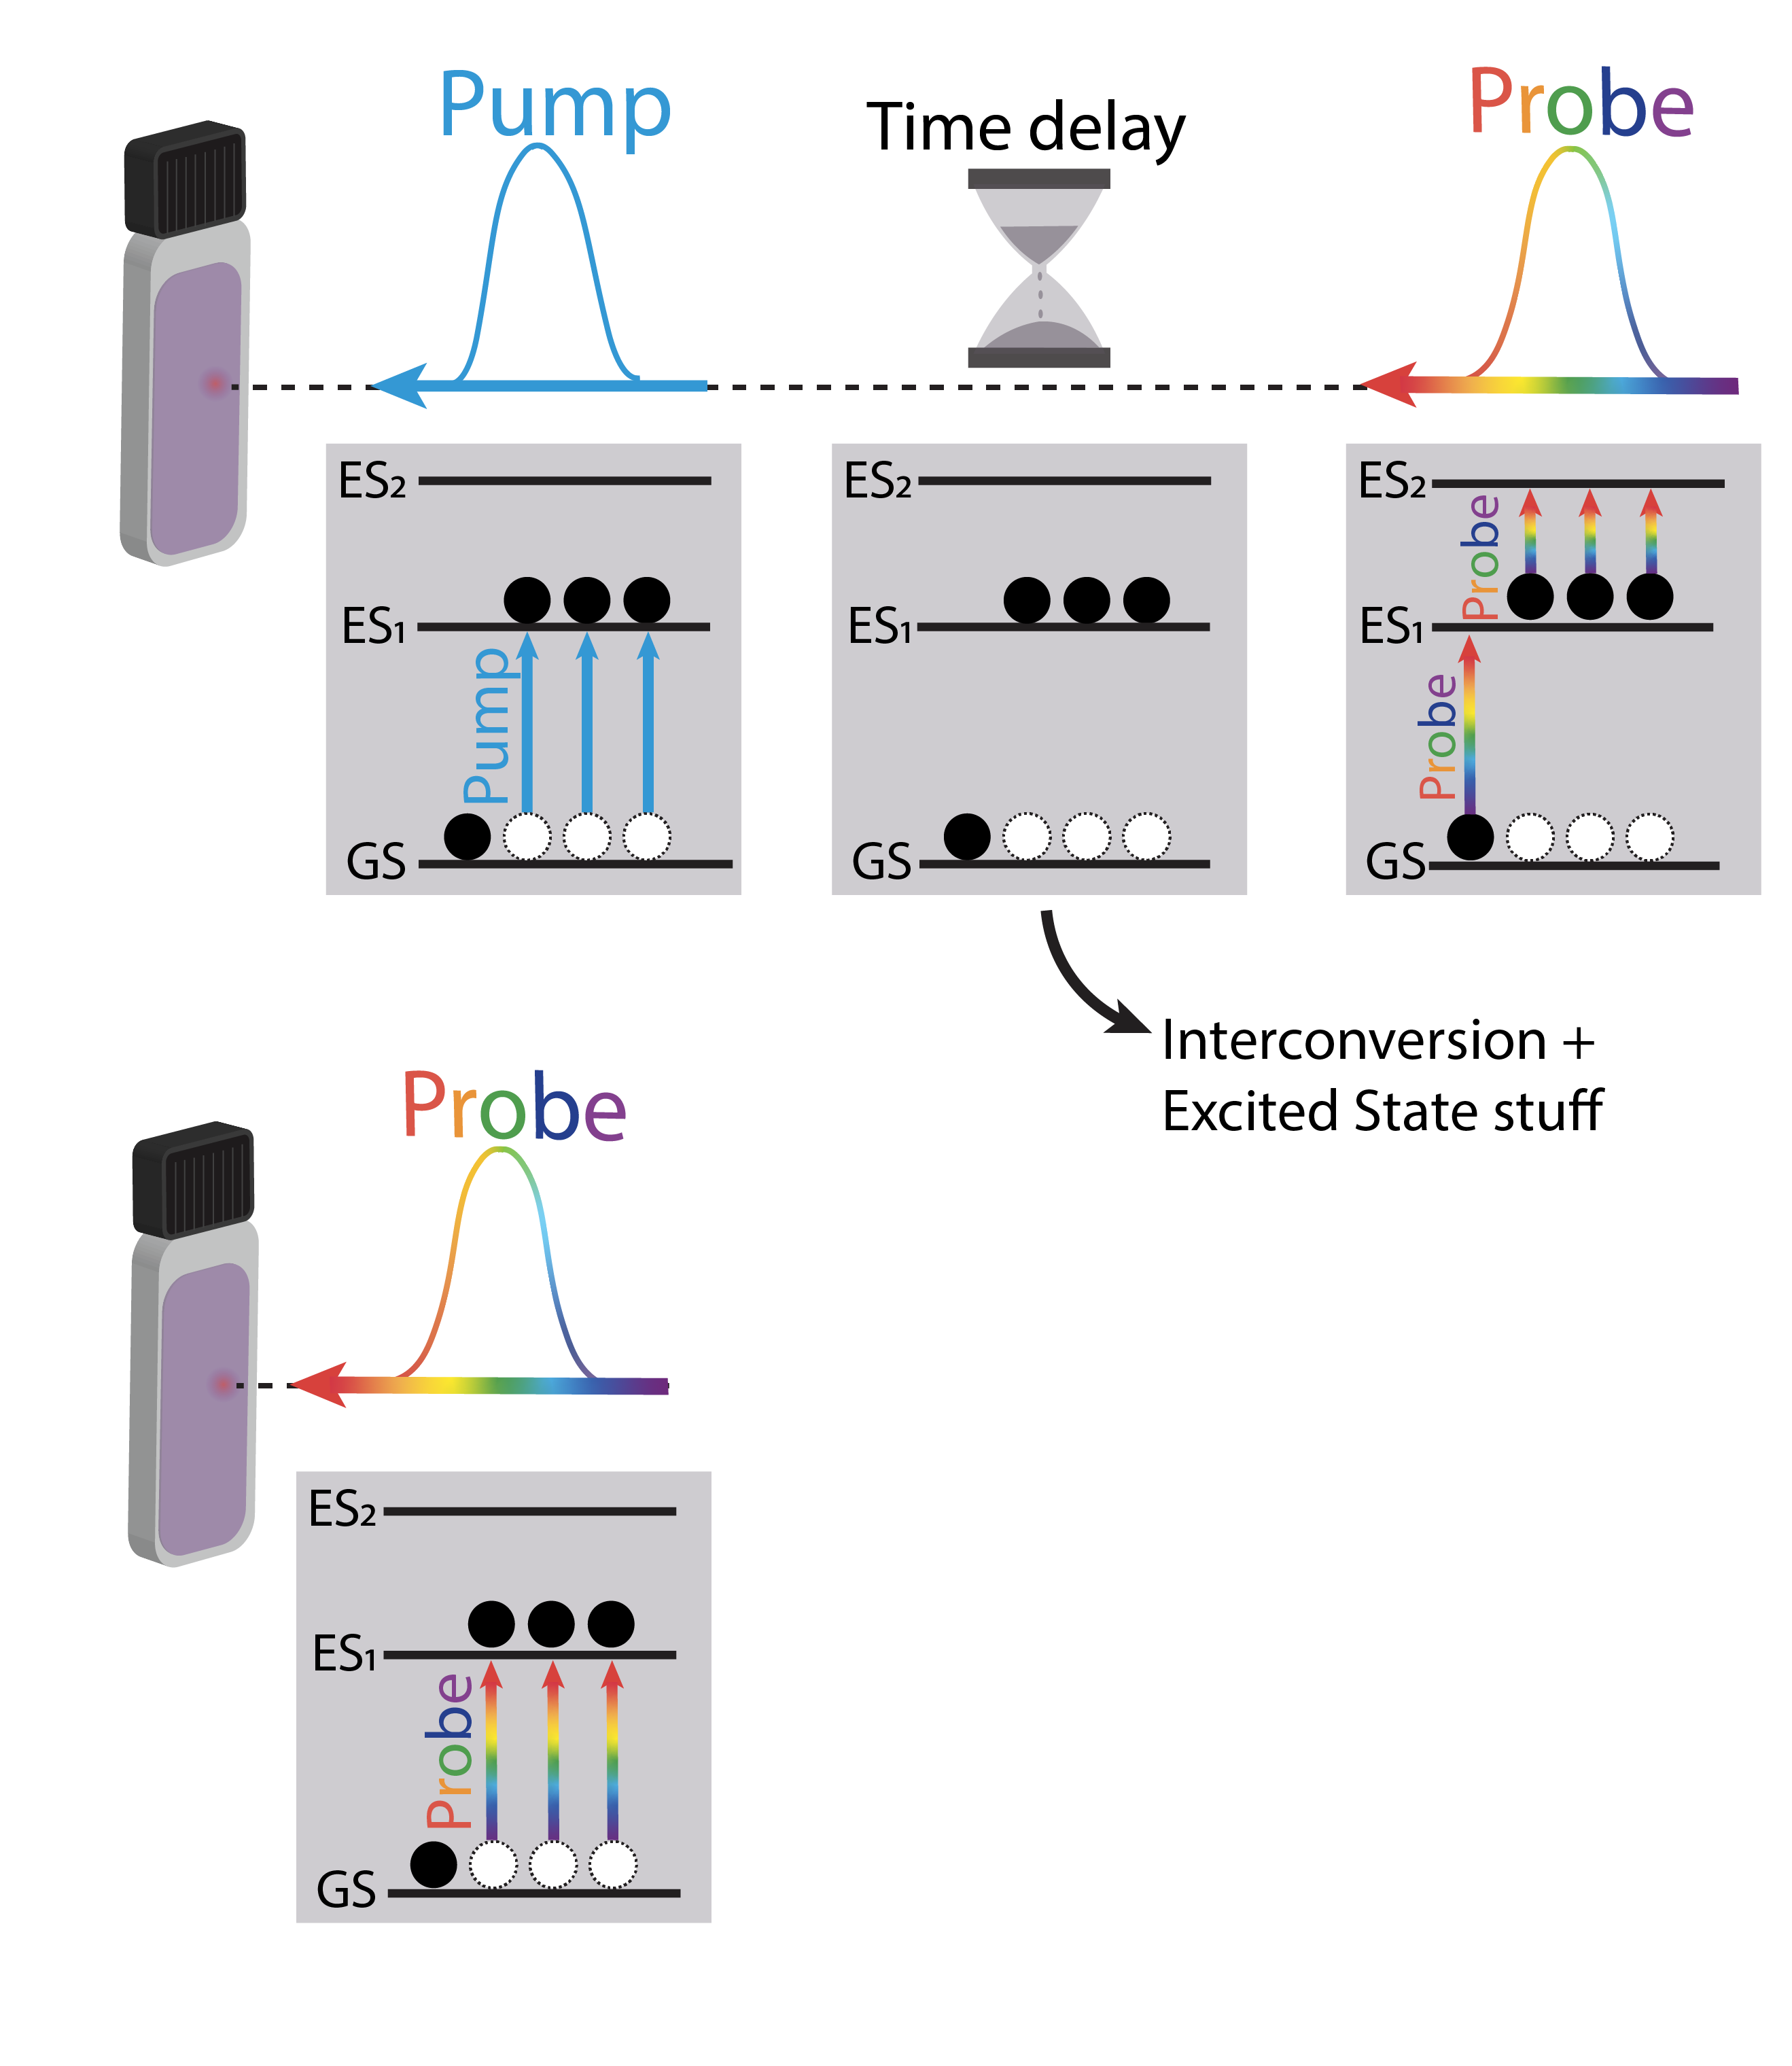 Pump
Time delay
Probe
ES2
ES1
Pump
GS
ES2
ES1
GS
ES2
Probe
ES1
Probe
GS
Interconversion +
Excited State stuff
Probe
ES2
ES1
Probe
GS